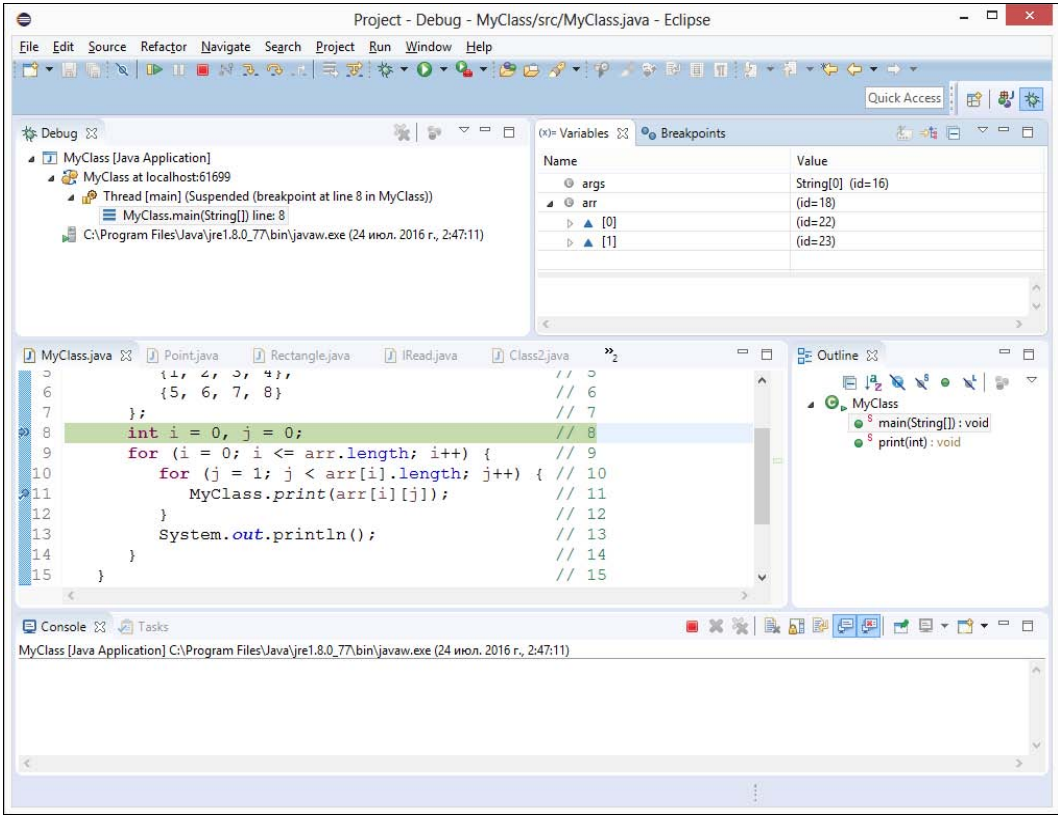 Project - Debug - MyClass/src/MyClass.java - Eclipse
File Edit Source Refactor Navigate Search Project Run Window Help
Quick Access
Debug
MyClass [Java Application]
MyClass at localhost:61699
Thread [main] (Suspended (breakpoint at line 8 in MyClass))
MyClass.main(String[]) line: 8
C:\Program Files\Java\jre1.8.0_77\bin\javaw.exe (24 июл. 2016 г., 2:47:11)
(x)= Variables Breakpoints
Name Value
args String[0] (id=16)
arr (id=18)
[0] (id=22)
[1] (id=23)
MyClass.java Point.java Rectangle.java IRead.java Class2.java »2
5 {1, 2, 3, 4}, // 5
6 {5, 6, 7, 8} // 6
7 }; // 7
8 int i = 0, j = 0; // 8
9 for (i = 0; i <= arr.length; i++) { // 9
10 for (j = 1; j < arr[i].length; j++) { // 10
11 MyClass.print(arr[i][j]); // 11
12 } // 12
13 System.out.println(); // 13
14 } // 14
15 } // 15
Outline
MyClass
main(String[]) : void
print(int) : void
Console Tasks
MyClass [Java Application] C:\Program Files\Java\jre1.8.0_77\bin\javaw.exe (24 июл. 2016 г., 2:47:11)